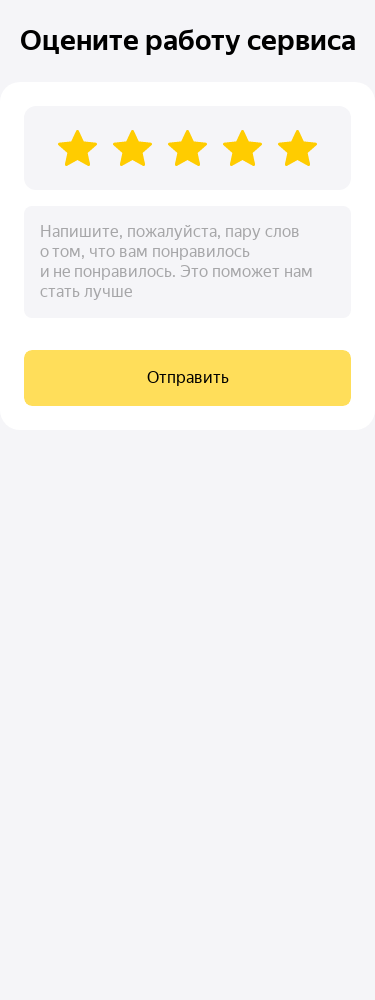 Оцените работу сервиса
Напишите, пожалуйста, пару слов
о том, что вам понравилось
и не понравилось. Это поможет нам
стать лучше
Отправить